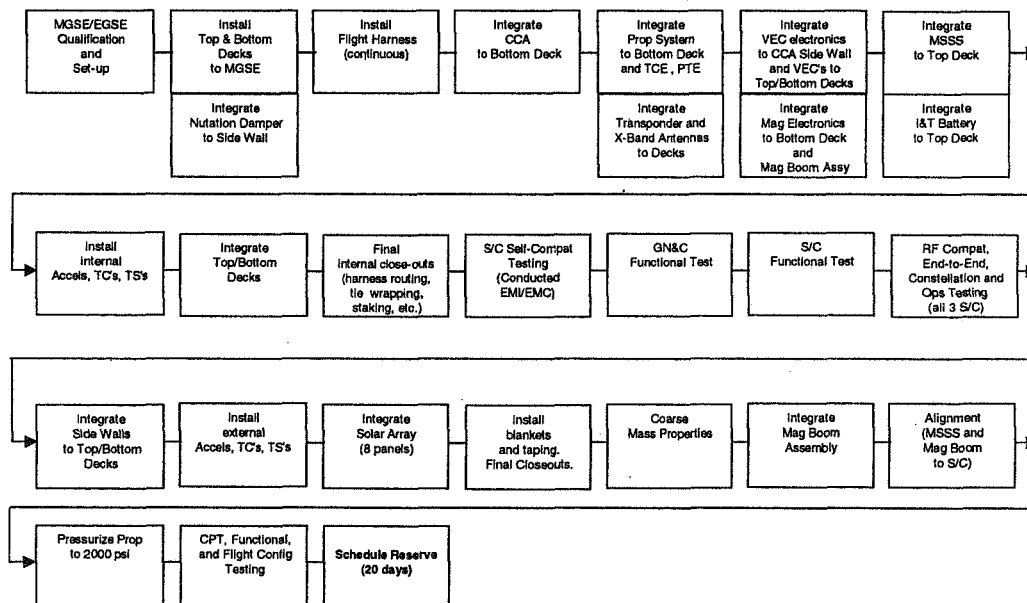 MGSE/EGSE
Qualification
and
Set-up
Install
Top & Bottom
Decks
to MGSE
Integrate
Nutation Damper
to Side Wall
Install
Flight Harness
(continuous)
Integrate
CCA
to Bottom Deck
Integrate
Prop System
to Bottom Deck
and TCE, PTE
Integrate
Transponder and
X-Band Antennas
to Decks
Integrate
VEC electronics
to CCA Side Wall
and VEC's to
Top/Bottom Decks
Integrate
Mag Electronics
to Bottom Deck
and
Mag Boom Assy
Integrate
MSSS
to Top Deck
Integrate
I&T Battery
to Top Deck
Install
internal
Accels, TC's, TS's
Integrate
Top/Bottom
Decks
Final
internal close-outs
(harness routing,
tie wrapping,
staking, etc.)
S/C Self-Compat
Testing
(Conducted
EMI/EMC)
GN&C
Functional Test
S/C
Functional Test
RF Compat,
End-to-End,
Constellation and
Ops Testing
(all 3 S/C)
Integrate
Side Walls
to Top/Bottom
Decks
Install
external
Accels, TC's, TS's
Integrate
Solar Array
(8 panels)
Install
blankets
and taping.
Final Closeouts.
Coarse
Mass Properties
Integrate
Mag Boom
Assembly
Alignment
(MSSS and
Mag Boom
to S/C)
Pressurize Prop
to 2000 psi
CPT, Functional,
and Flight Config
Testing
Schedule Reserve
(20 days)